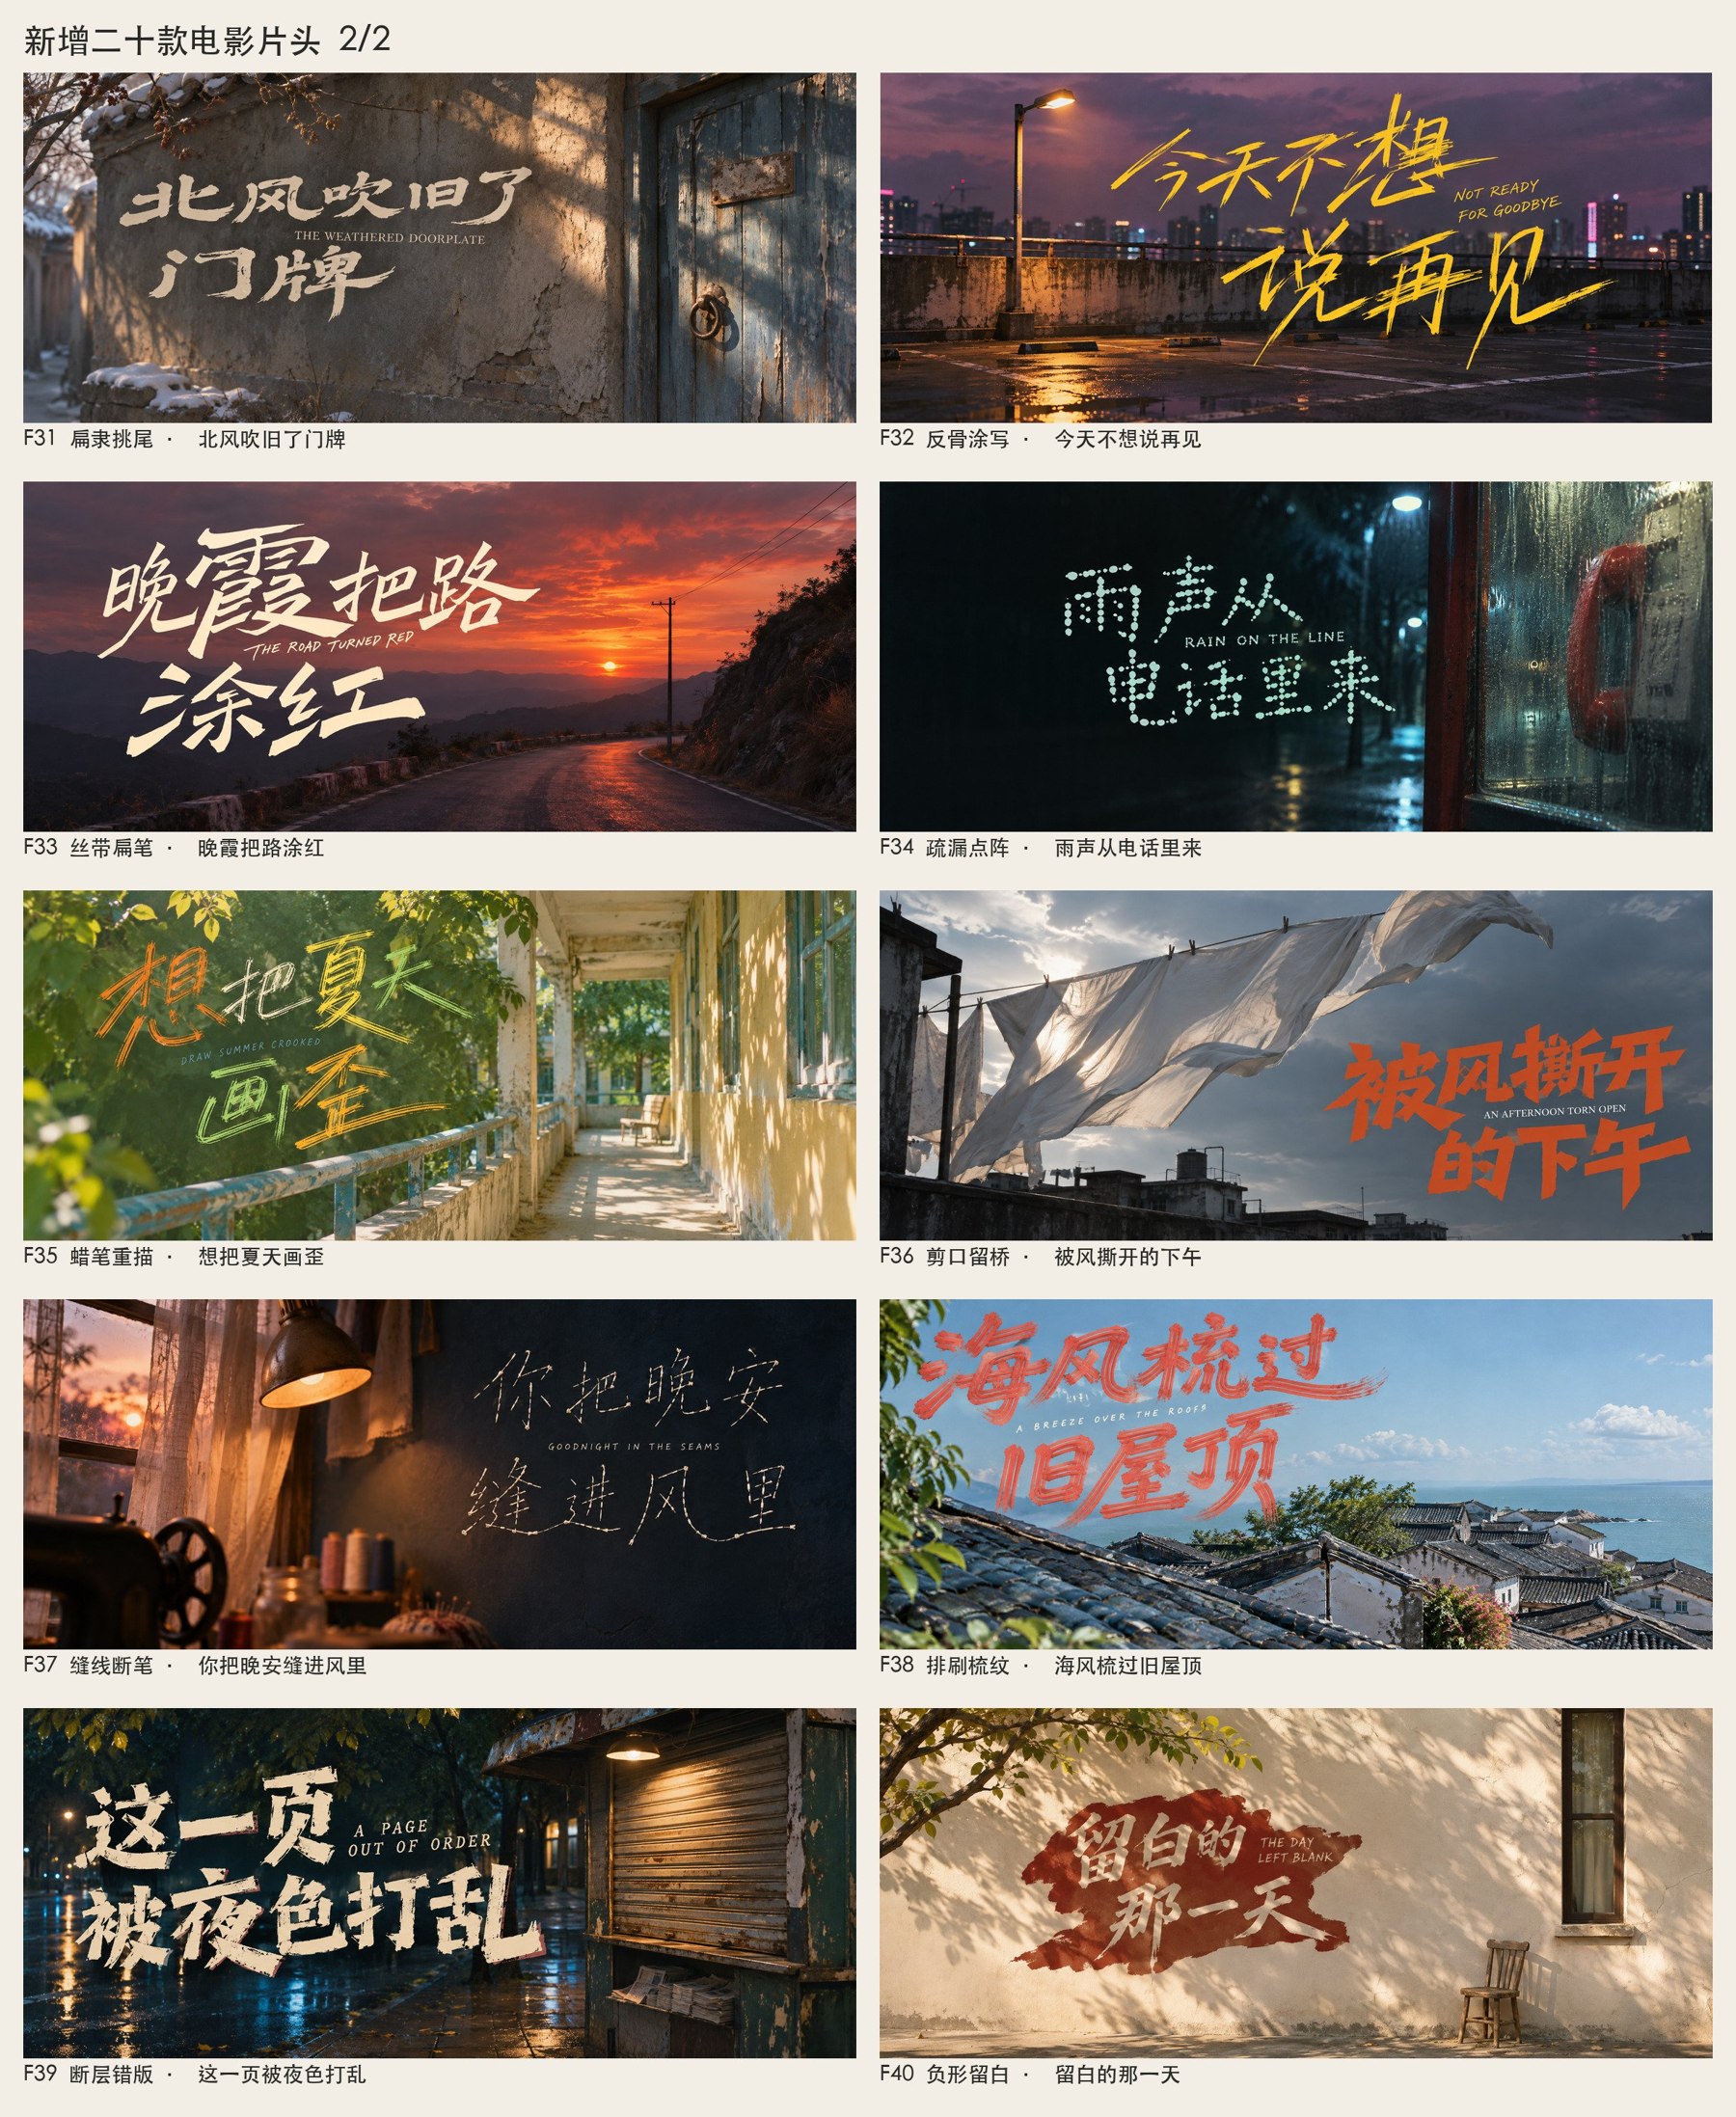 新增二十款电影片头 2/2
北风吹旧了
THE WEATHERED DOORPLATE
门牌
F31 扁隶挑尾 · 北风吹旧了门牌
今天不想
NOT READY
FOR GOODBYE
说再见
F32 反骨涂写 · 今天不想说再见
晚霞把路
THE ROAD TURNED RED
涂红
F33 丝带扁笔 · 晚霞把路涂红
雨声从
RAIN ON THE LINE
电话里来
F34 疏漏点阵 · 雨声从电话里来
想把夏天
DRAW SUMMER CROOKED
画歪
F35 蜡笔重描 · 想把夏天画歪
被风撕开
AN AFTERNOON TORN OPEN
的下午
F36 剪口留桥 · 被风撕开的下午
你把晚安
GOODNIGHT IN THE SEAMS
缝进风里
F37 缝线断笔 · 你把晚安缝进风里
海风梳过
A BREEZE OVER THE ROOFS
旧屋顶
F38 排刷梳纹 · 海风梳过旧屋顶
这一页
A PAGE
OUT OF ORDER
被夜色打乱
F39 断层错版 · 这一页被夜色打乱
留白的
THE DAY
LEFT BLANK
那一天
F40 负形留白 · 留白的那一天